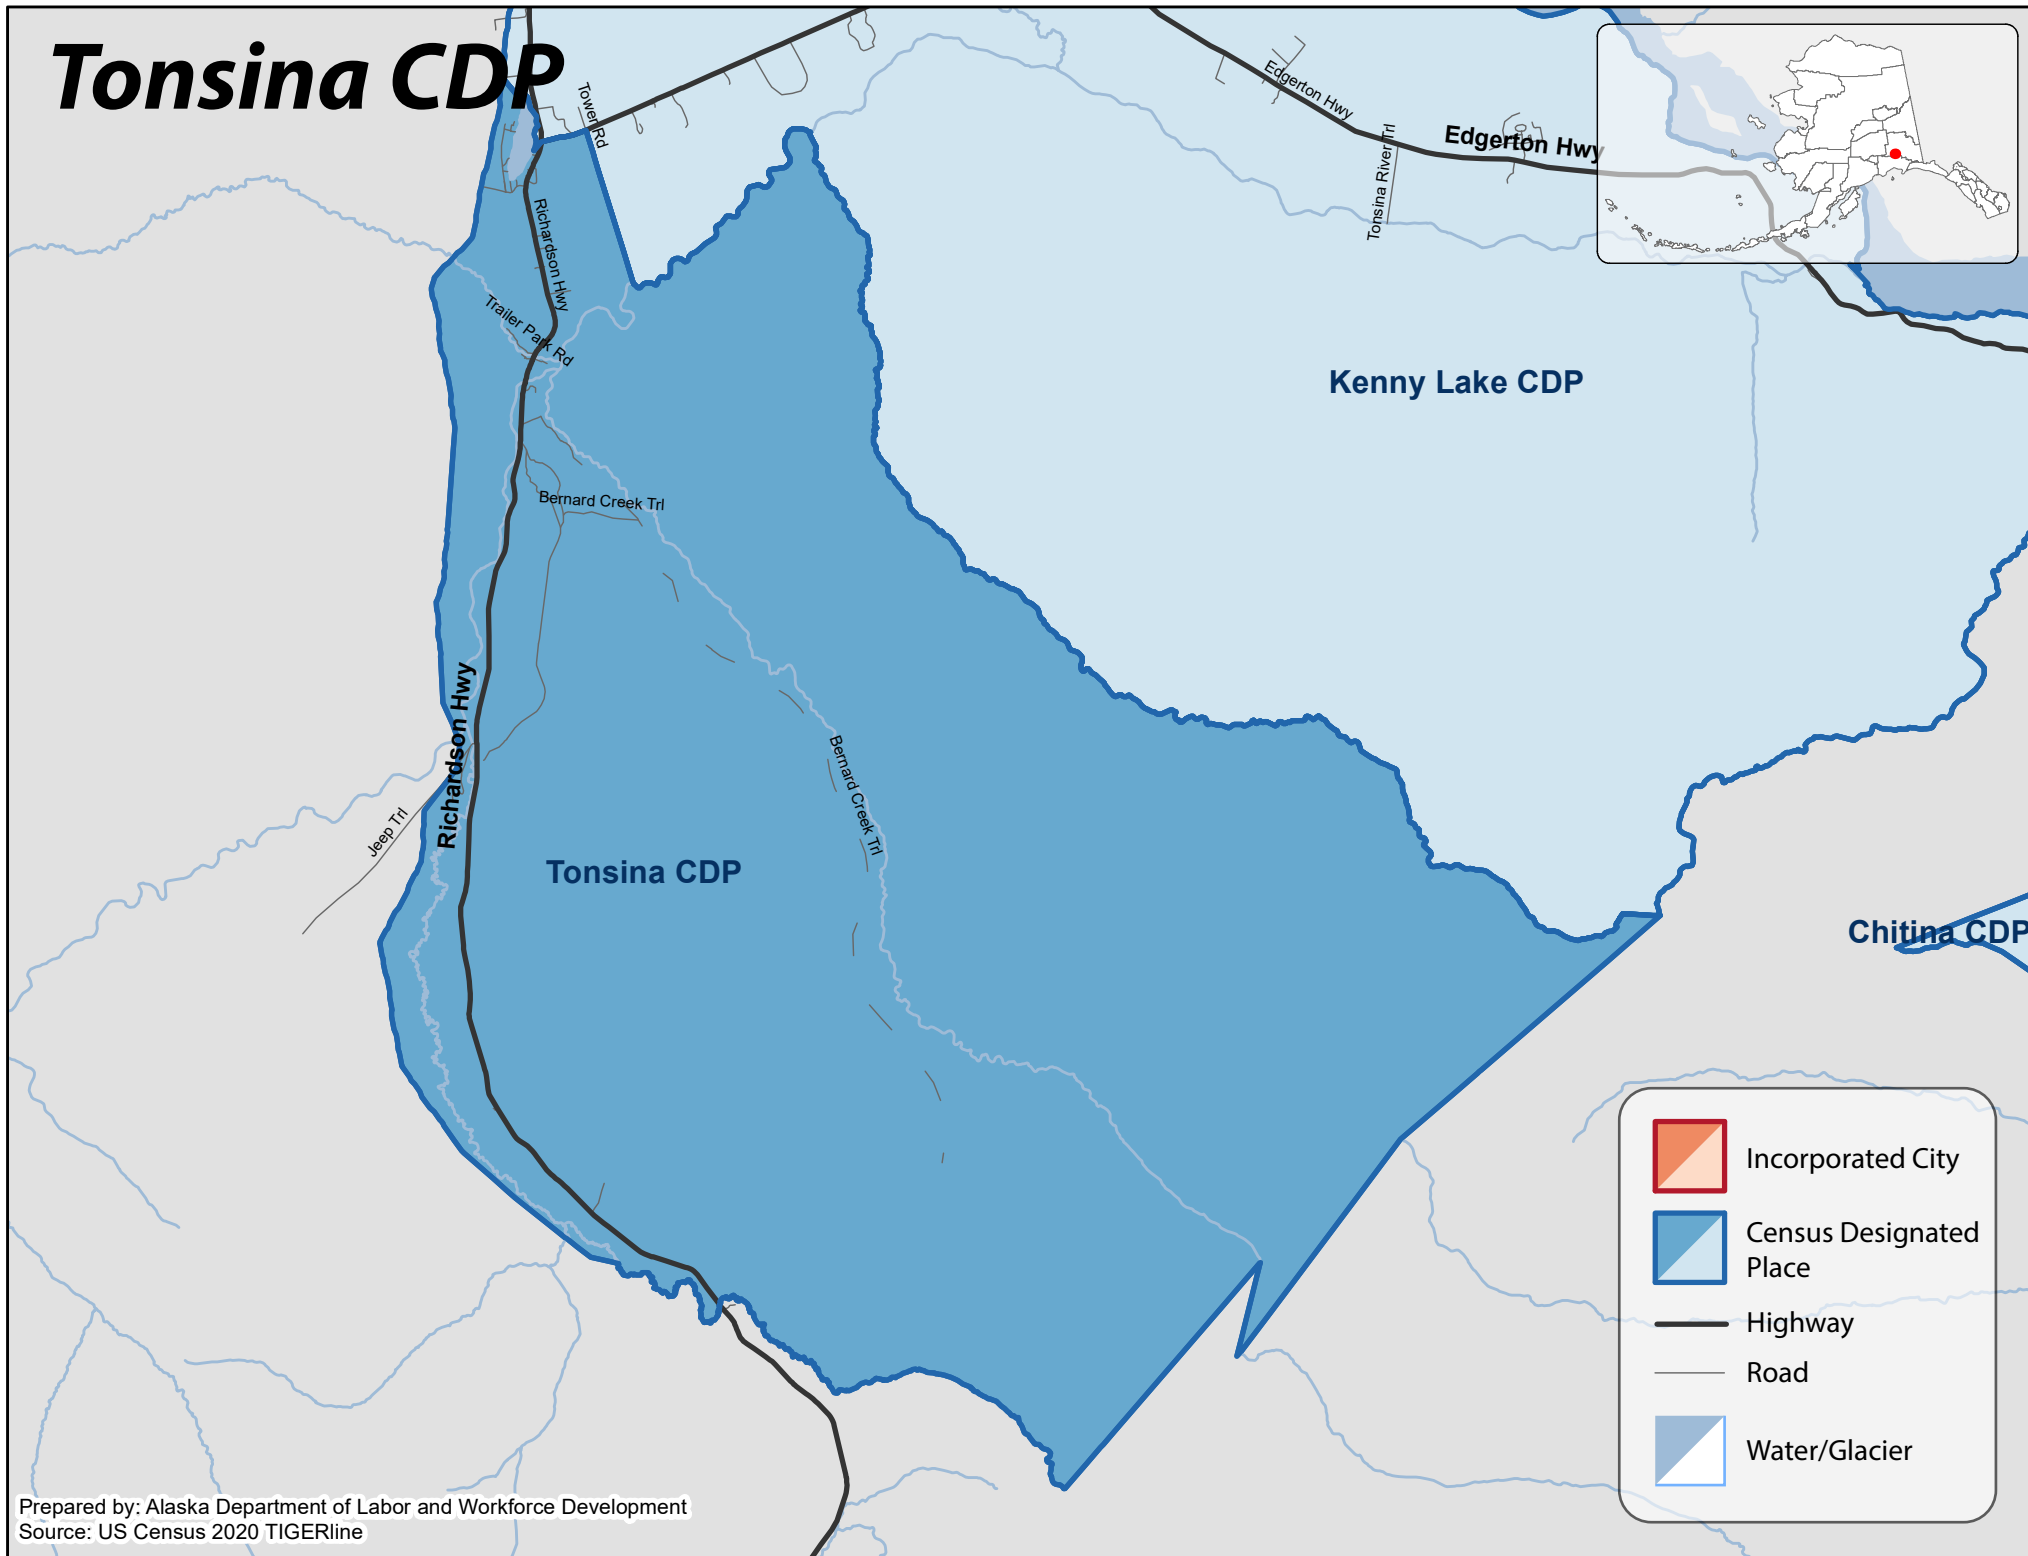 Tonsina CDP
Tower Rd
Edgerton Hwy
Edgerton Hwy
Tonsina River Trl
Richardson Hwy
Trailer Park Rd
Kenny Lake CDP
Bernard Creek Trl
Richardson Hwy
Bernard Creek Trl
Jeep Trl
Tonsina CDP
Chitina CDP
Incorporated City
Census Designated
Place
Highway
Road
Water/Glacier
Prepared by: Alaska Department of Labor and Workforce Development
Source: US Census 2020 TIGERline